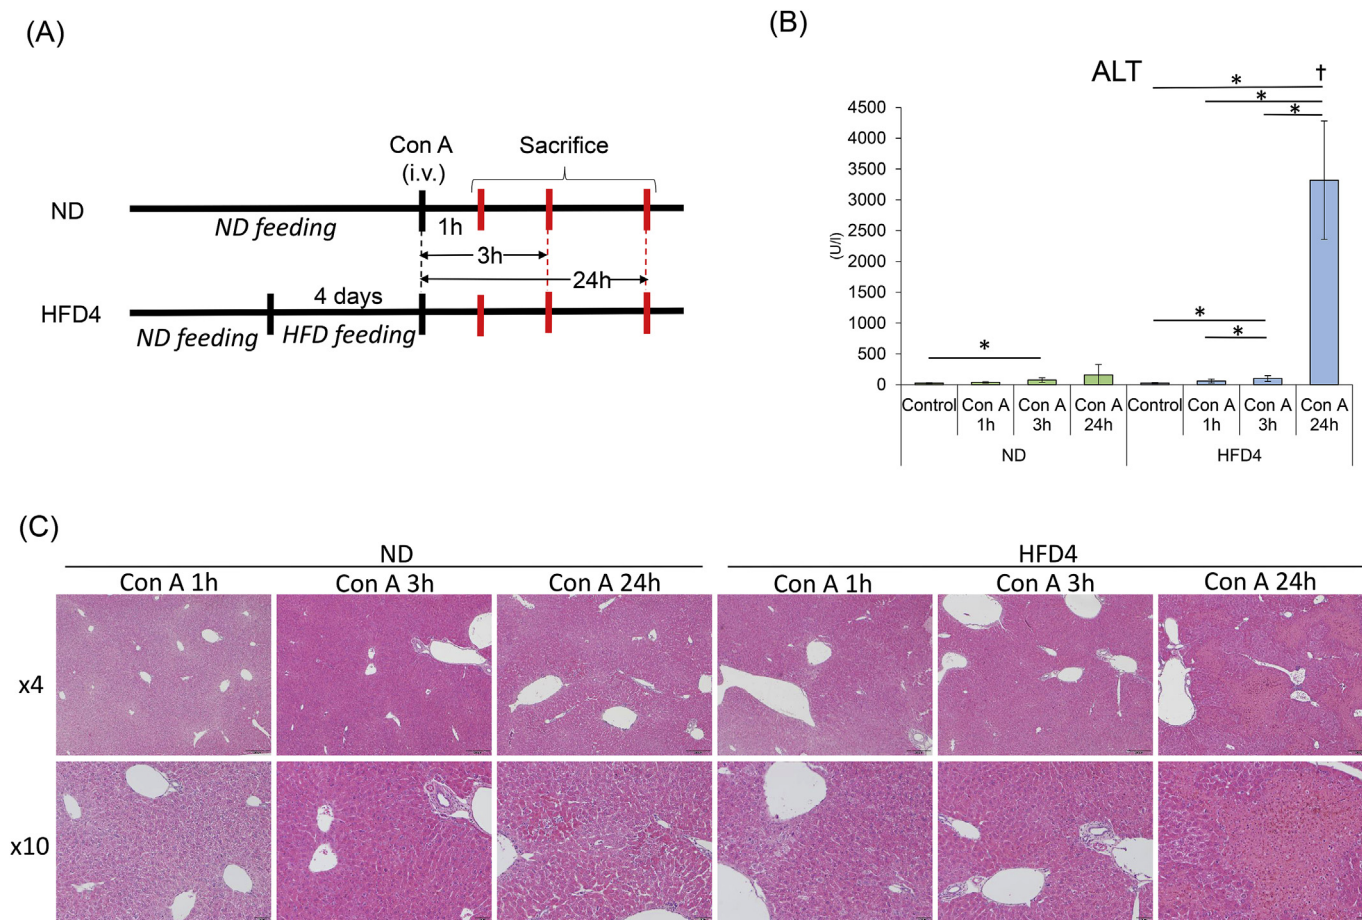 (A)
Con A
(i.v.)
Sacrifice
ND
ND feeding
1h
3h
24h
HFD4
4 days
ND feeding
HFD feeding
(B)
ALT
†
*
*
*
4500
4000
3500
3000
2500
2000
1500
1000
500
0
(U/l)
*
*
*
Control
Con A
1h
Con A
3h
Con A
24h
Control
Con A
1h
Con A
3h
Con A
24h
ND
HFD4
(C)
ND
HFD4
Con A 1h
Con A 3h
Con A 24h
Con A 1h
Con A 3h
Con A 24h
x4
x10